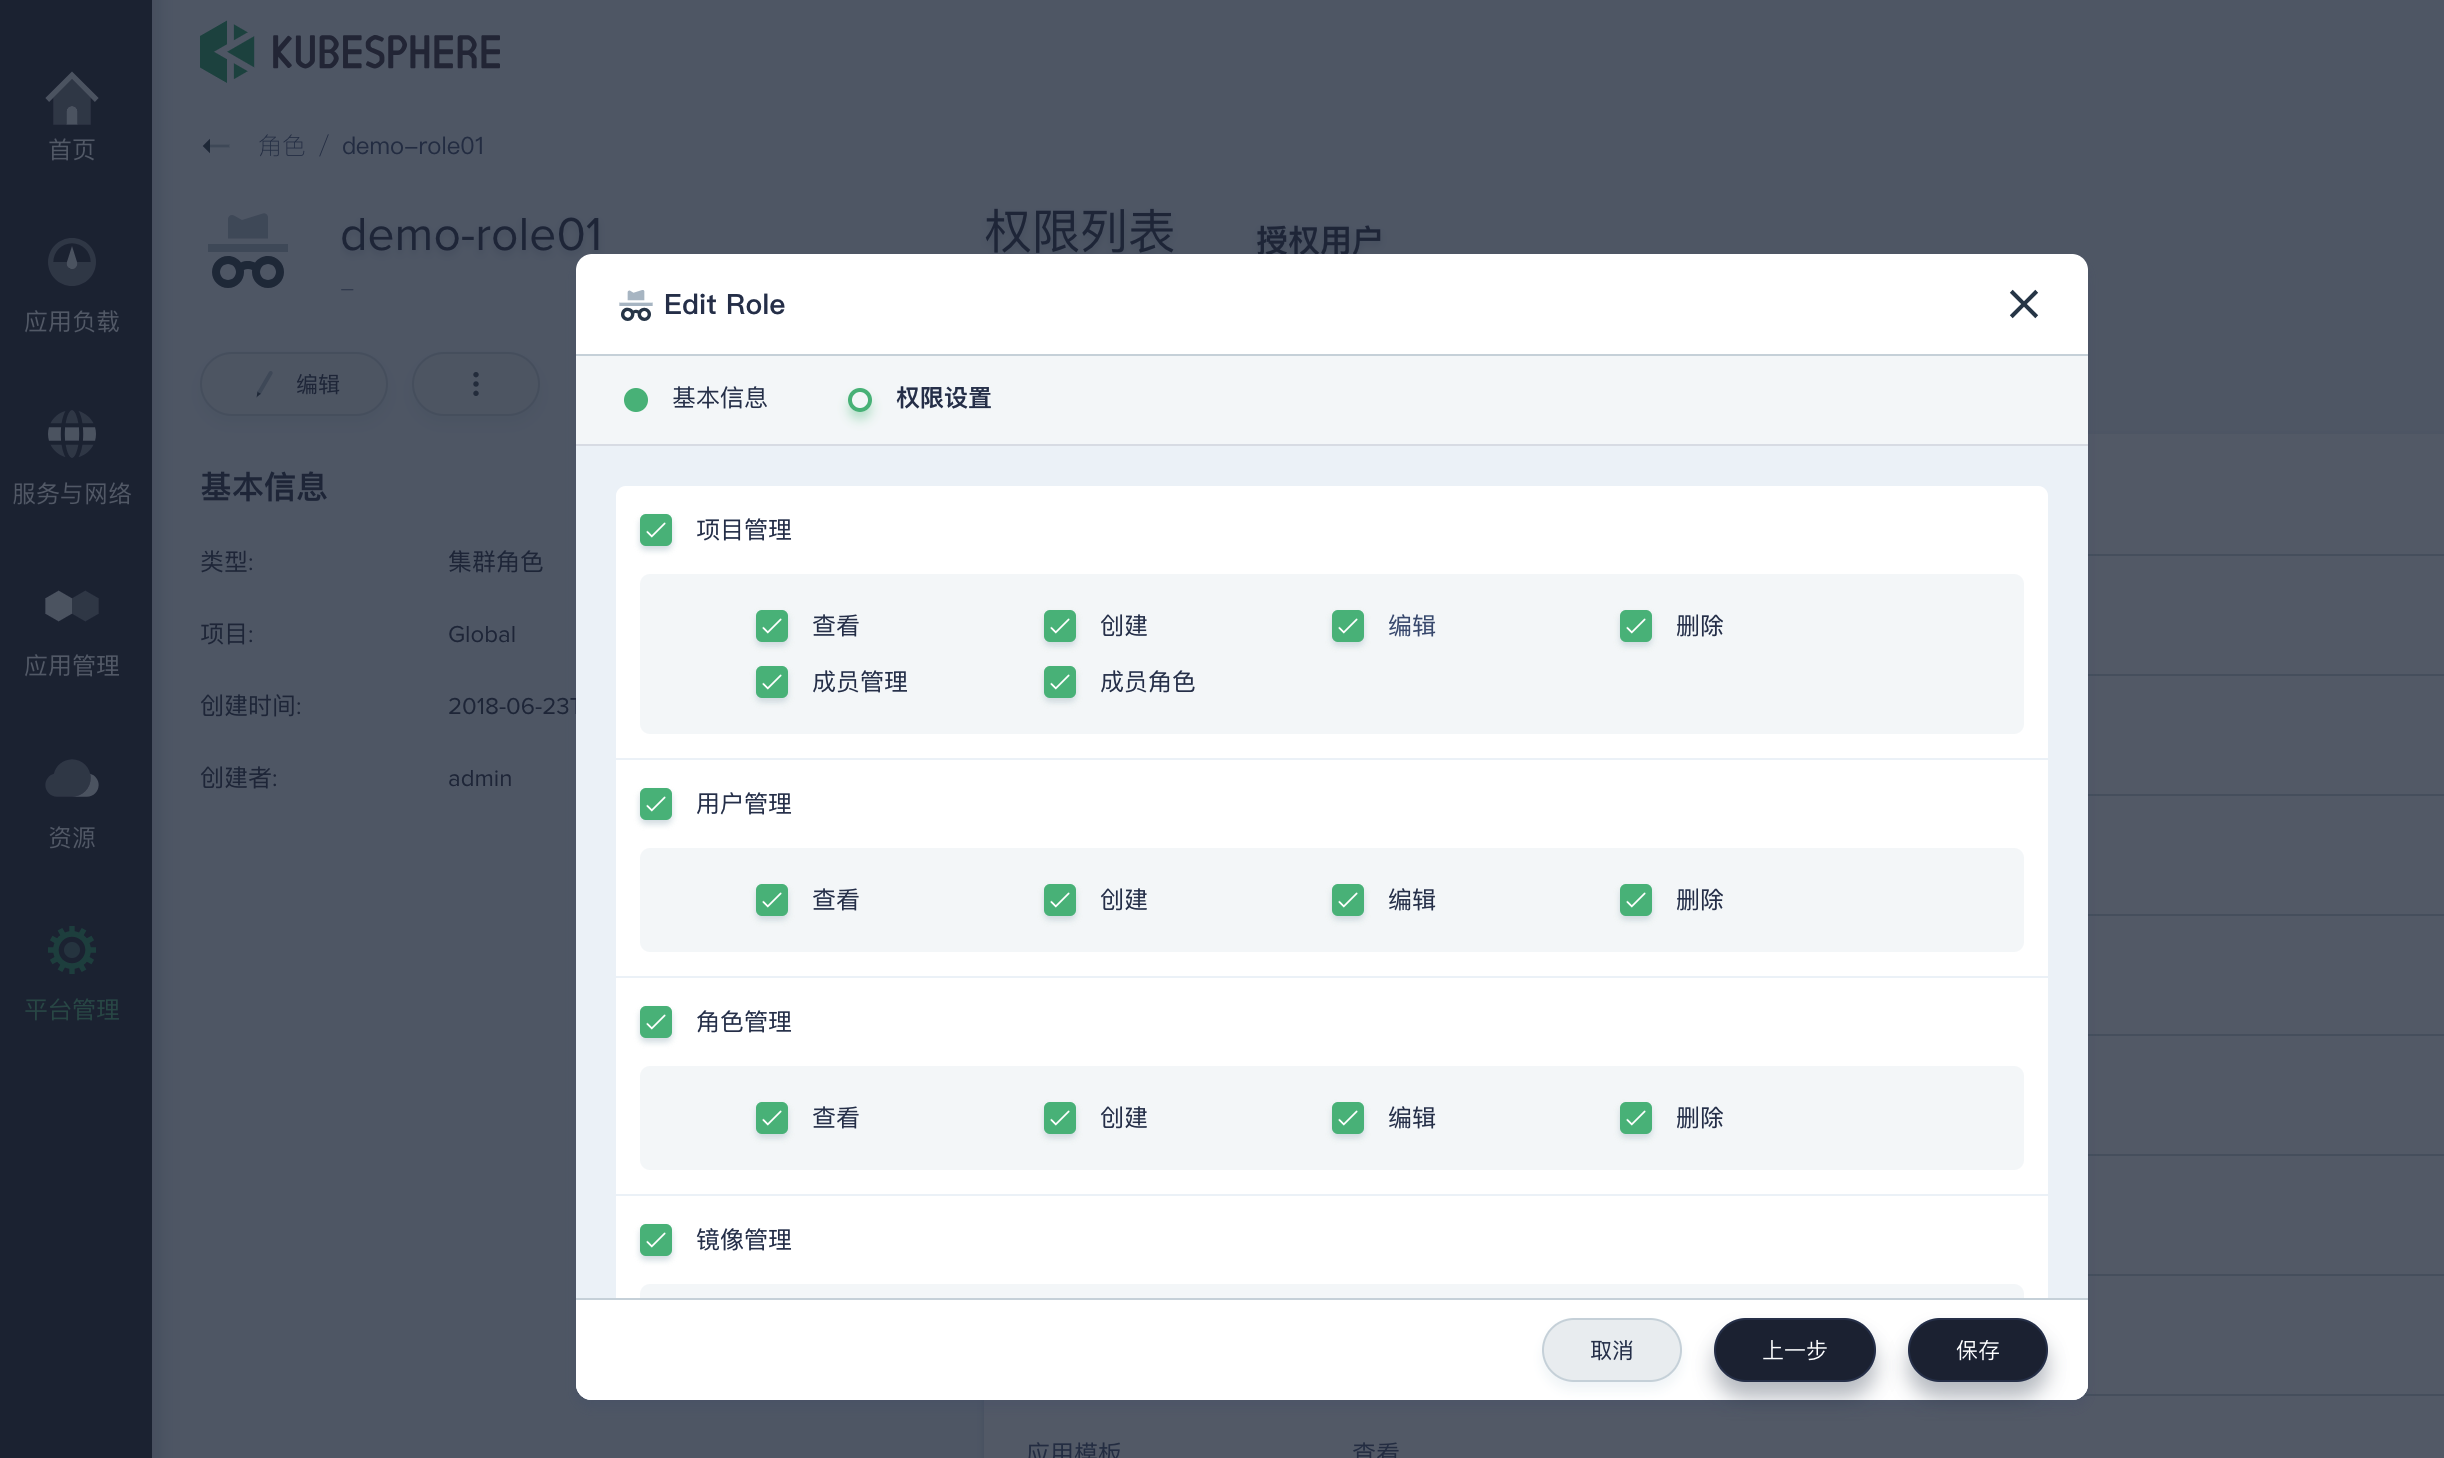 KUBESPHERE
首页
应用负载
服务与网络
应用管理
资源
平台管理
角色 / demo-role01
demo-role01
-
编辑
基本信息
类型: 集群角色
项目: Global
创建时间: 2018-06-23T
创建者: admin
权限列表 授权用户
Edit Role
基本信息 权限设置
项目管理
查看 创建 编辑 删除
成员管理 成员角色
用户管理
查看 创建 编辑 删除
角色管理
查看 创建 编辑 删除
镜像管理
取消 上一步 保存
应用模板 查看